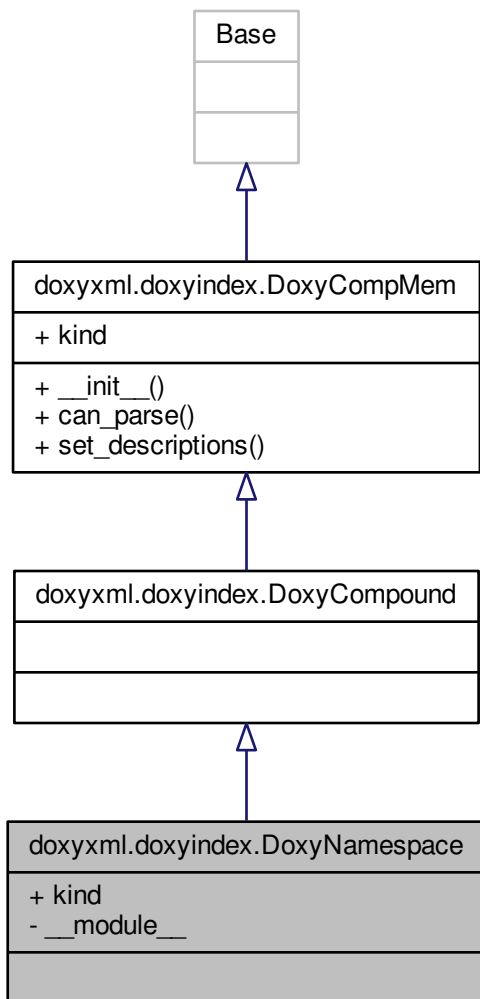 Base
doxyxml.doxyindex.DoxyCompMem
+ kind
+ __init__()
+ can_parse()
+ set_descriptions()
doxyxml.doxyindex.DoxyCompound
doxyxml.doxyindex.DoxyNamespace
+ kind
- __module__